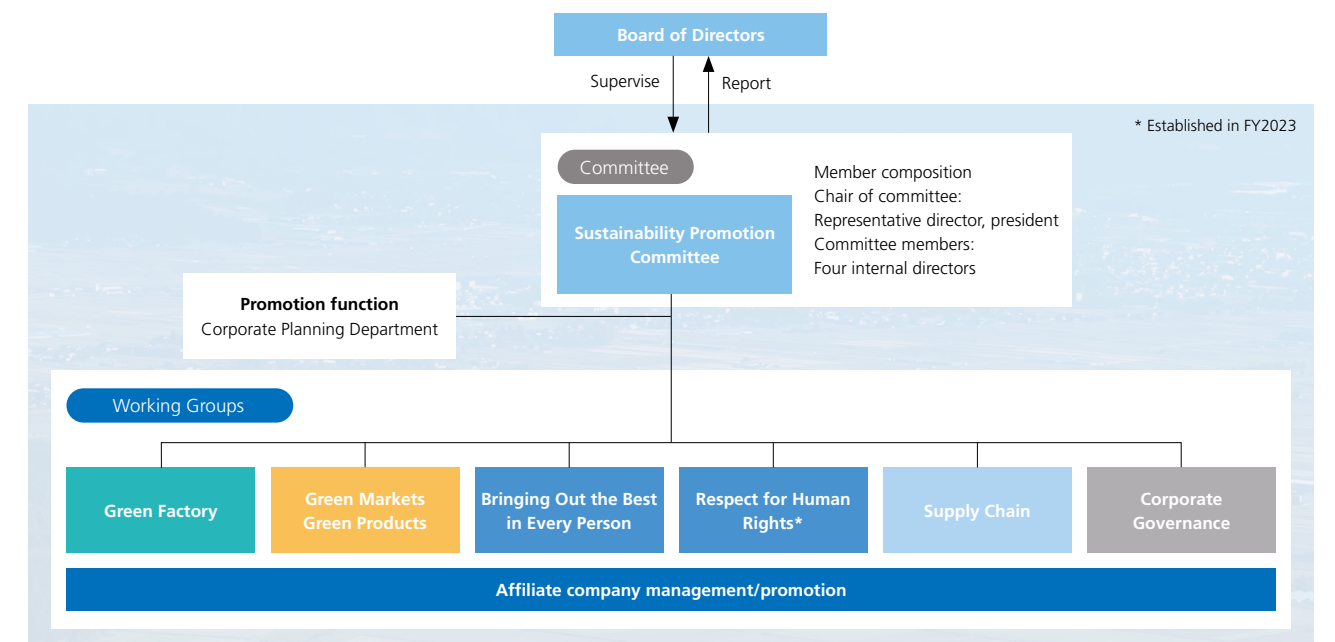 Board of Directors
Supervise
Report
* Established in FY2023
Committee
Sustainability Promotion
Committee
Member composition
Chair of committee:
Representative director, president
Committee members:
Four internal directors
Promotion function
Corporate Planning Department
Working Groups
Green Factory
Green Markets
Green Products
Bringing Out the Best
in Every Person
Respect for Human
Rights*
Supply Chain
Corporate
Governance
Affiliate company management/promotion